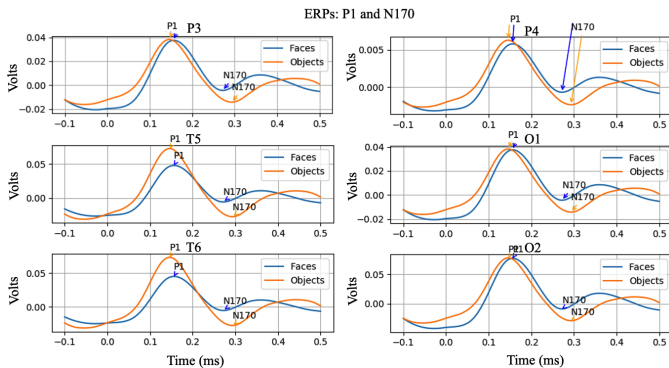 ERPs: P1 and N170
P3
P1
Faces
Objects
N170
N170
0.04
0.02
0.00
−0.02
Volts
−0.1
0.0
0.1
0.2
0.3
0.4
0.5
P4
P1
N170
Faces
Objects
0.005
0.000
Volts
−0.1
0.0
0.1
0.2
0.3
0.4
0.5
T5
P1
P1
Faces
Objects
N170
N170
0.05
0.00
Volts
−0.1
0.0
0.1
0.2
0.3
0.4
0.5
O1
P1
Faces
Objects
N170
N170
0.04
0.02
0.00
−0.02
Volts
−0.1
0.0
0.1
0.2
0.3
0.4
0.5
T6
P1
P1
Faces
Objects
N170
N170
0.05
0.00
Volts
−0.1
0.0
0.1
0.2
0.3
0.4
0.5
Time (ms)
O2
P1
Faces
Objects
N170
N170
0.05
0.00
Volts
−0.1
0.0
0.1
0.2
0.3
0.4
0.5
Time (ms)